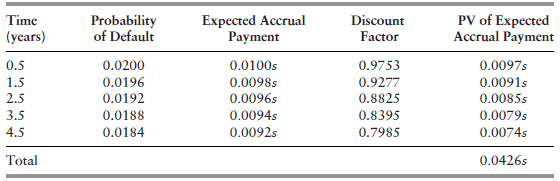 Time Probability Expected Accrual Discount PV of Expected
(years) of Default Payment Factor Accrual Payment
0.5 0.0200 0.0100s 0.9753 0.0097s
1.5 0.0196 0.0098s 0.9277 0.0091s
2.5 0.0192 0.0096s 0.8825 0.0085s
3.5 0.0188 0.0094s 0.8395 0.0079s
4.5 0.0184 0.0092s 0.7985 0.0074s
Total 0.0426s